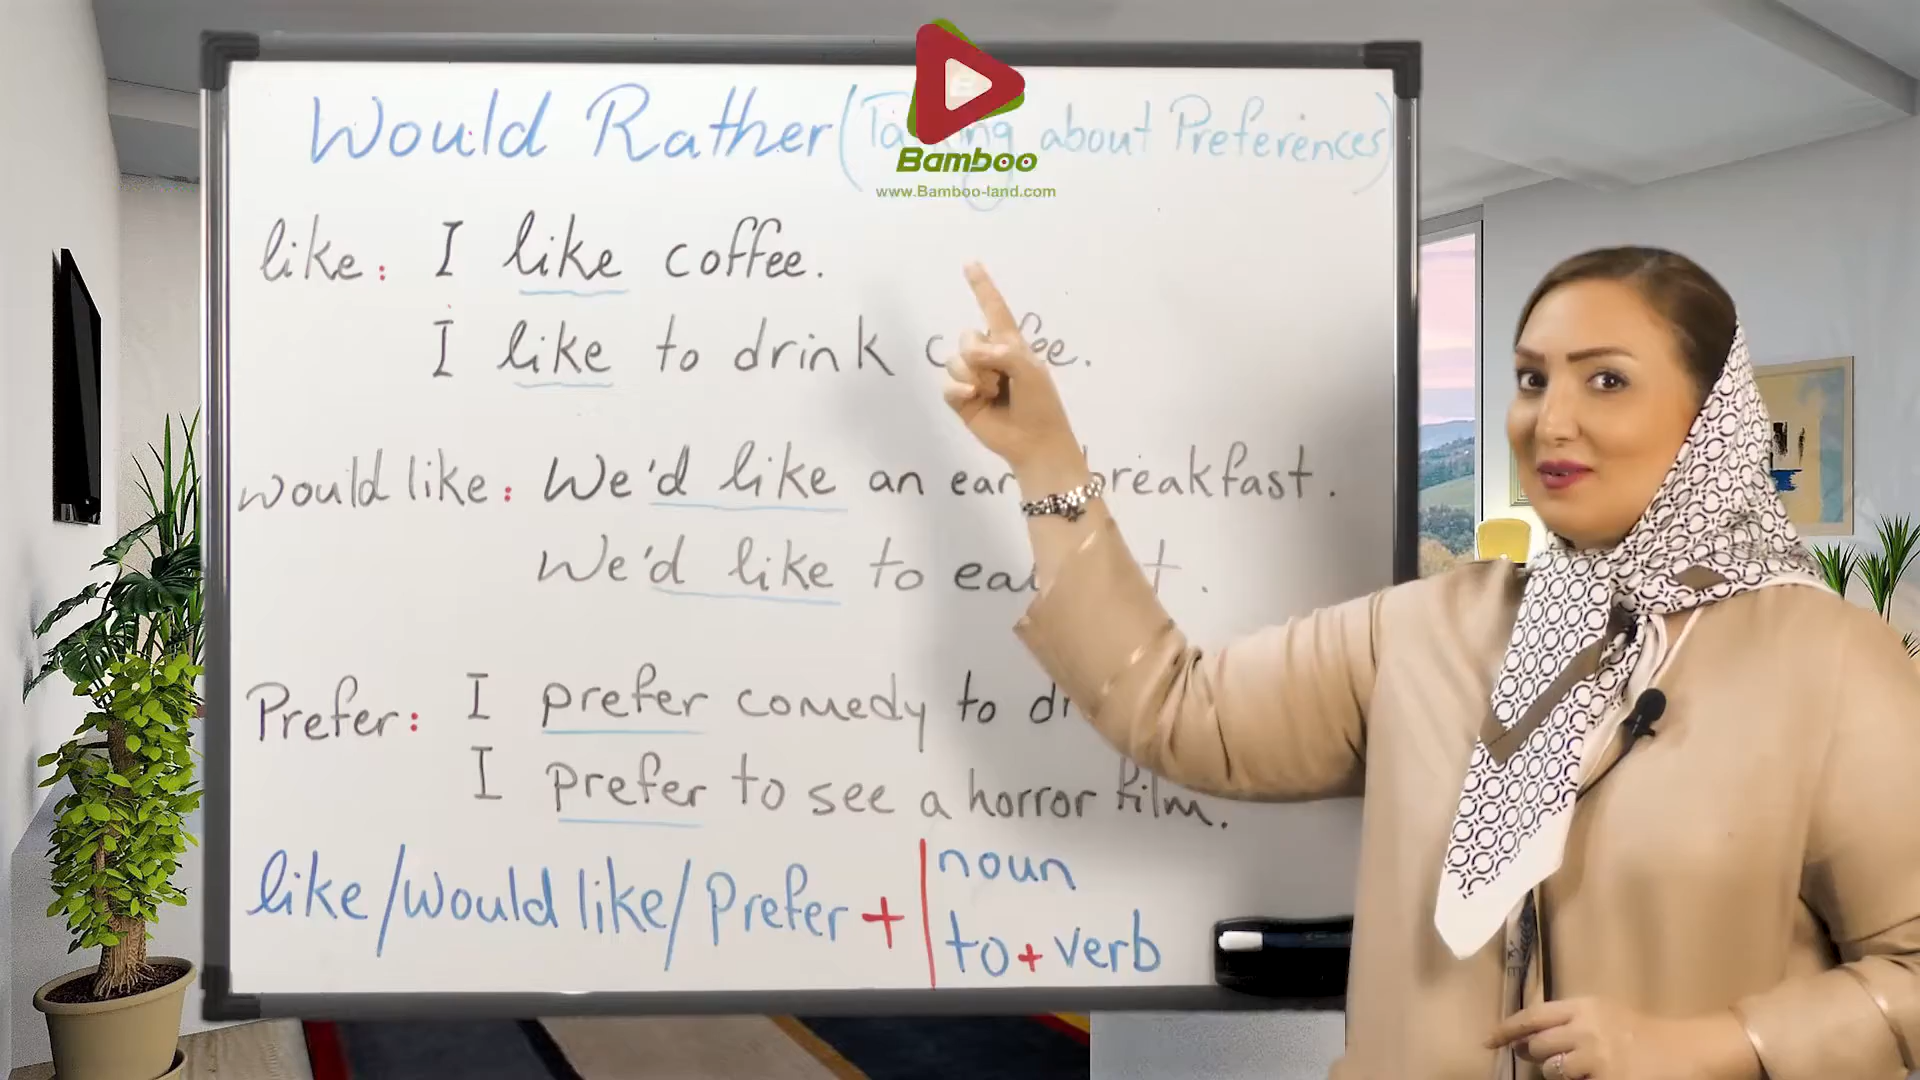 Would Rather (Talking about Preferences)
Bamboo
www.Bamboo-land.com
like: I like coffee.
I like to drink coffee.
would like: We'd like an breakfast.
We'd like to
Prefer: I prefer comedy to
I prefer to see a horror film.
like/would like/Prefer + noun
to + verb